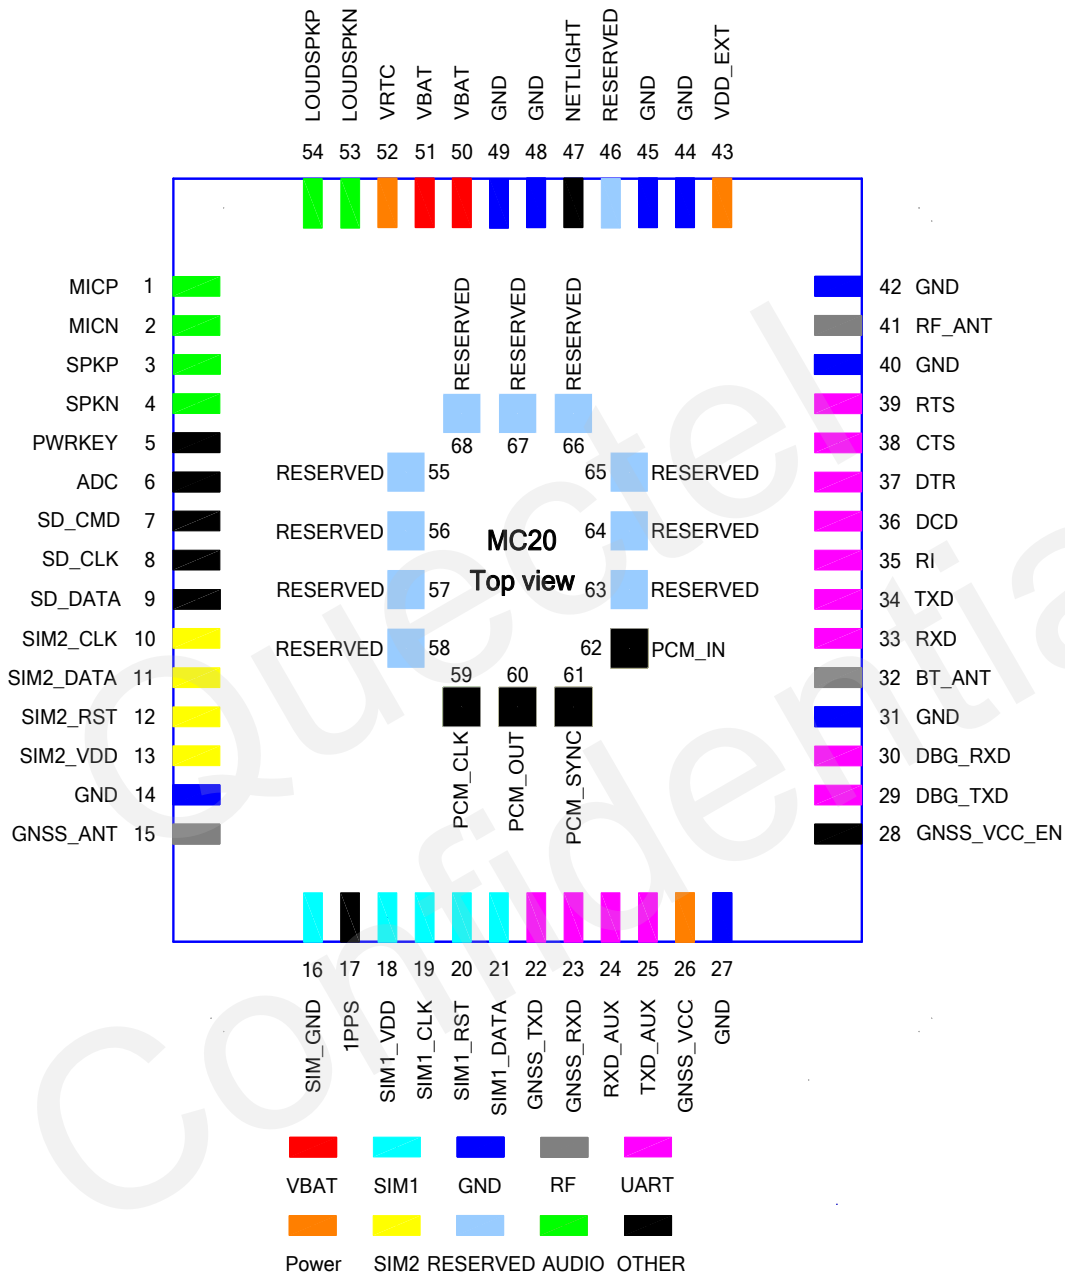 LOUDSPKP
LOUDSPKN
VRTC
VBAT
VBAT
GND
GND
NETLIGHT
RESERVED
GND
GND
VDD_EXT
54 53 52 51 50 49 48 47 46 45 44 43
MICP 1
MICN 2
SPKP 3
SPKN 4
PWRKEY 5
ADC 6
SD_CMD 7
SD_CLK 8
SD_DATA 9
SIM2_CLK 10
SIM2_DATA 11
SIM2_RST 12
SIM2_VDD 13
GND 14
GNSS_ANT 15
RESERVED
RESERVED
RESERVED
68 67 66
RESERVED 55
RESERVED 56
RESERVED 57
RESERVED 58
MC20
Top view
65 RESERVED
64 RESERVED
63 RESERVED
62 PCM_IN
59 60 61
PCM_CLK
PCM_OUT
PCM_SYNC
42 GND
41 RF_ANT
40 GND
39 RTS
38 CTS
37 DTR
36 DCD
35 RI
34 TXD
33 RXD
32 BT_ANT
31 GND
30 DBG_RXD
29 DBG_TXD
28 GNSS_VCC_EN
16 17 18 19 20 21 22 23 24 25 26 27
SIM_GND
1PPS
SIM1_VDD
SIM1_CLK
SIM1_RST
SIM1_DATA
GNSS_TXD
GNSS_RXD
RXD_AUX
TXD_AUX
GNSS_VCC
GND
VBAT SIM1 GND RF UART
Power SIM2 RESERVED AUDIO OTHER
Quectel
Confidentia